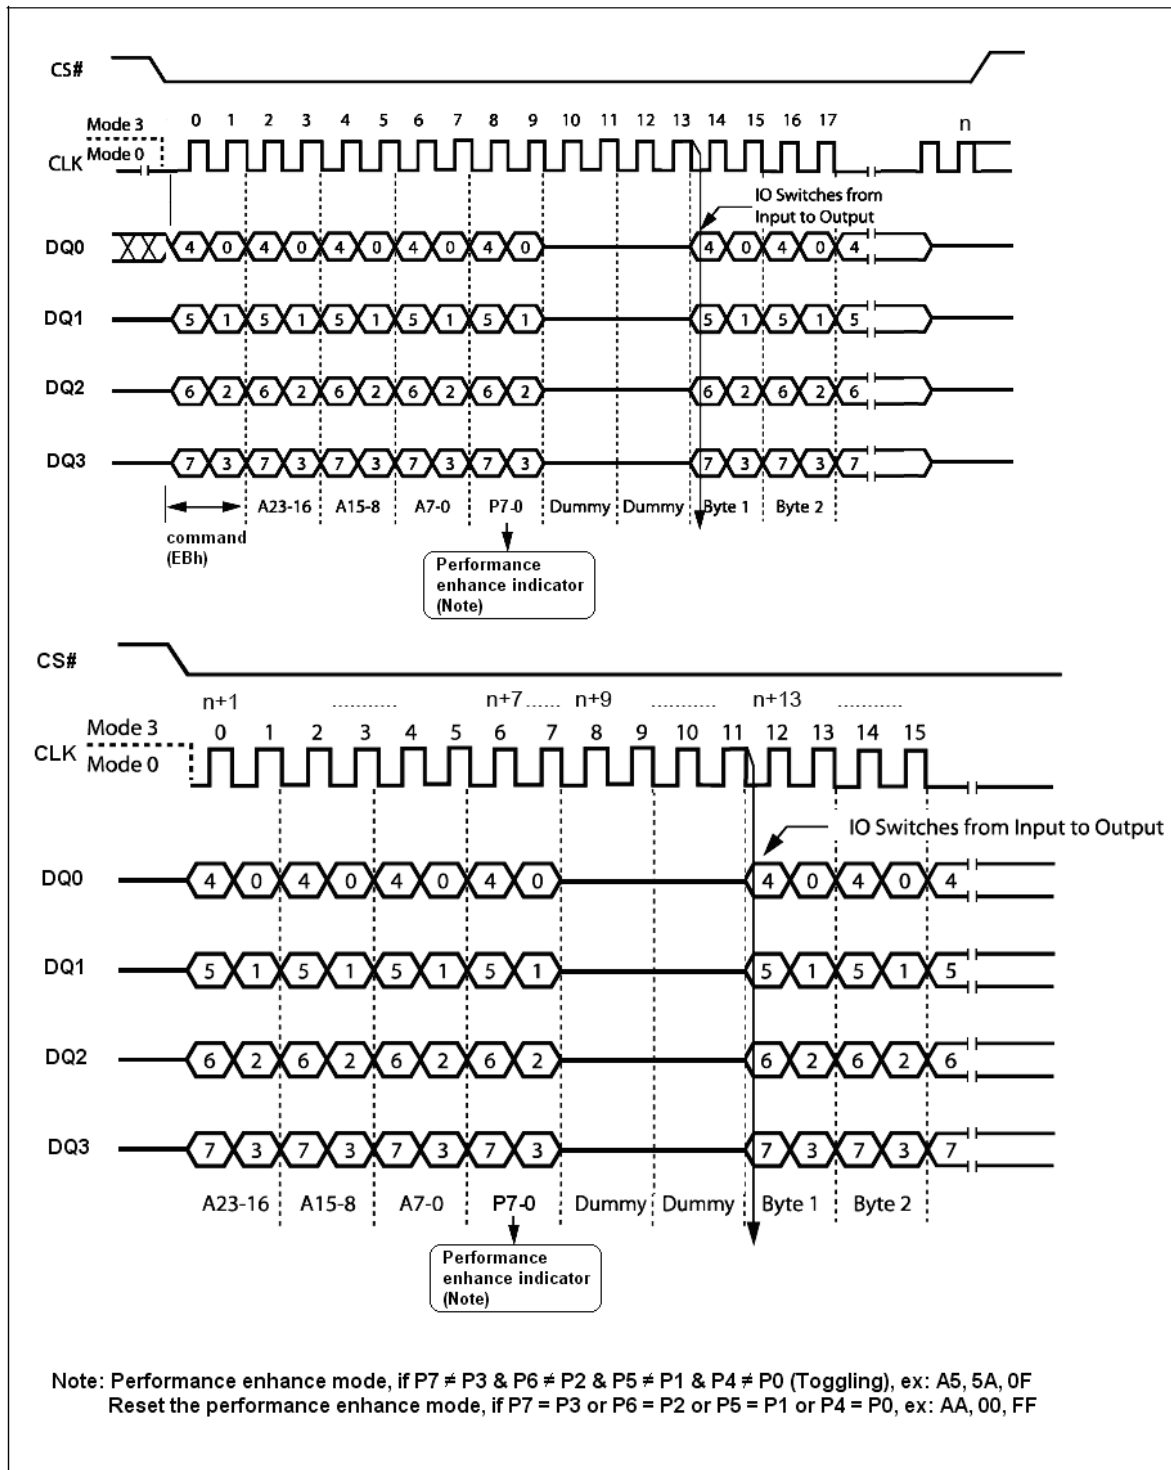 CS#
0 1 2 3 4 5 6 7 8 9 10 11 12 13 14 15 16 17 n
Mode 3
Mode 0
CLK
IO Switches from
Input to Output
DQ0 4 0 4 0 4 0 4 0 4 0 4 0 4 0 4
DQ1 5 1 5 1 5 1 5 1 5 1 5 1 5 1 5
DQ2 6 2 6 2 6 2 6 2 6 2 6 2 6 2 6
DQ3 7 3 7 3 7 3 7 3 7 3 7 3 7 3 7
A23-16 A15-8 A7-0 P7-0 Dummy Dummy Byte 1 Byte 2
command
(EBh)
Performance
enhance indicator
(Note)
CS#
n+1 .......... n+7 ...... n+9 .......... n+13 ..........
Mode 3
0 1 2 3 4 5 6 7 8 9 10 11 12 13 14 15
CLK
Mode 0
IO Switches from Input to Output
DQ0 4 0 4 0 4 0 4 0 4 0 4 0 4
DQ1 5 1 5 1 5 1 5 1 5 1 5 1 5
DQ2 6 2 6 2 6 2 6 2 6 2 6 2 6
DQ3 7 3 7 3 7 3 7 3 7 3 7 3 7
A23-16 A15-8 A7-0 P7-0 Dummy Dummy Byte 1 Byte 2
Performance
enhance indicator
(Note)
Note: Performance enhance mode, if P7 ≠ P3 & P6 ≠ P2 & P5 ≠ P1 & P4 ≠ P0 (Toggling), ex: A5, 5A, 0F
Reset the performance enhance mode, if P7 = P3 or P6 = P2 or P5 = P1 or P4 = P0, ex: AA, 00, FF